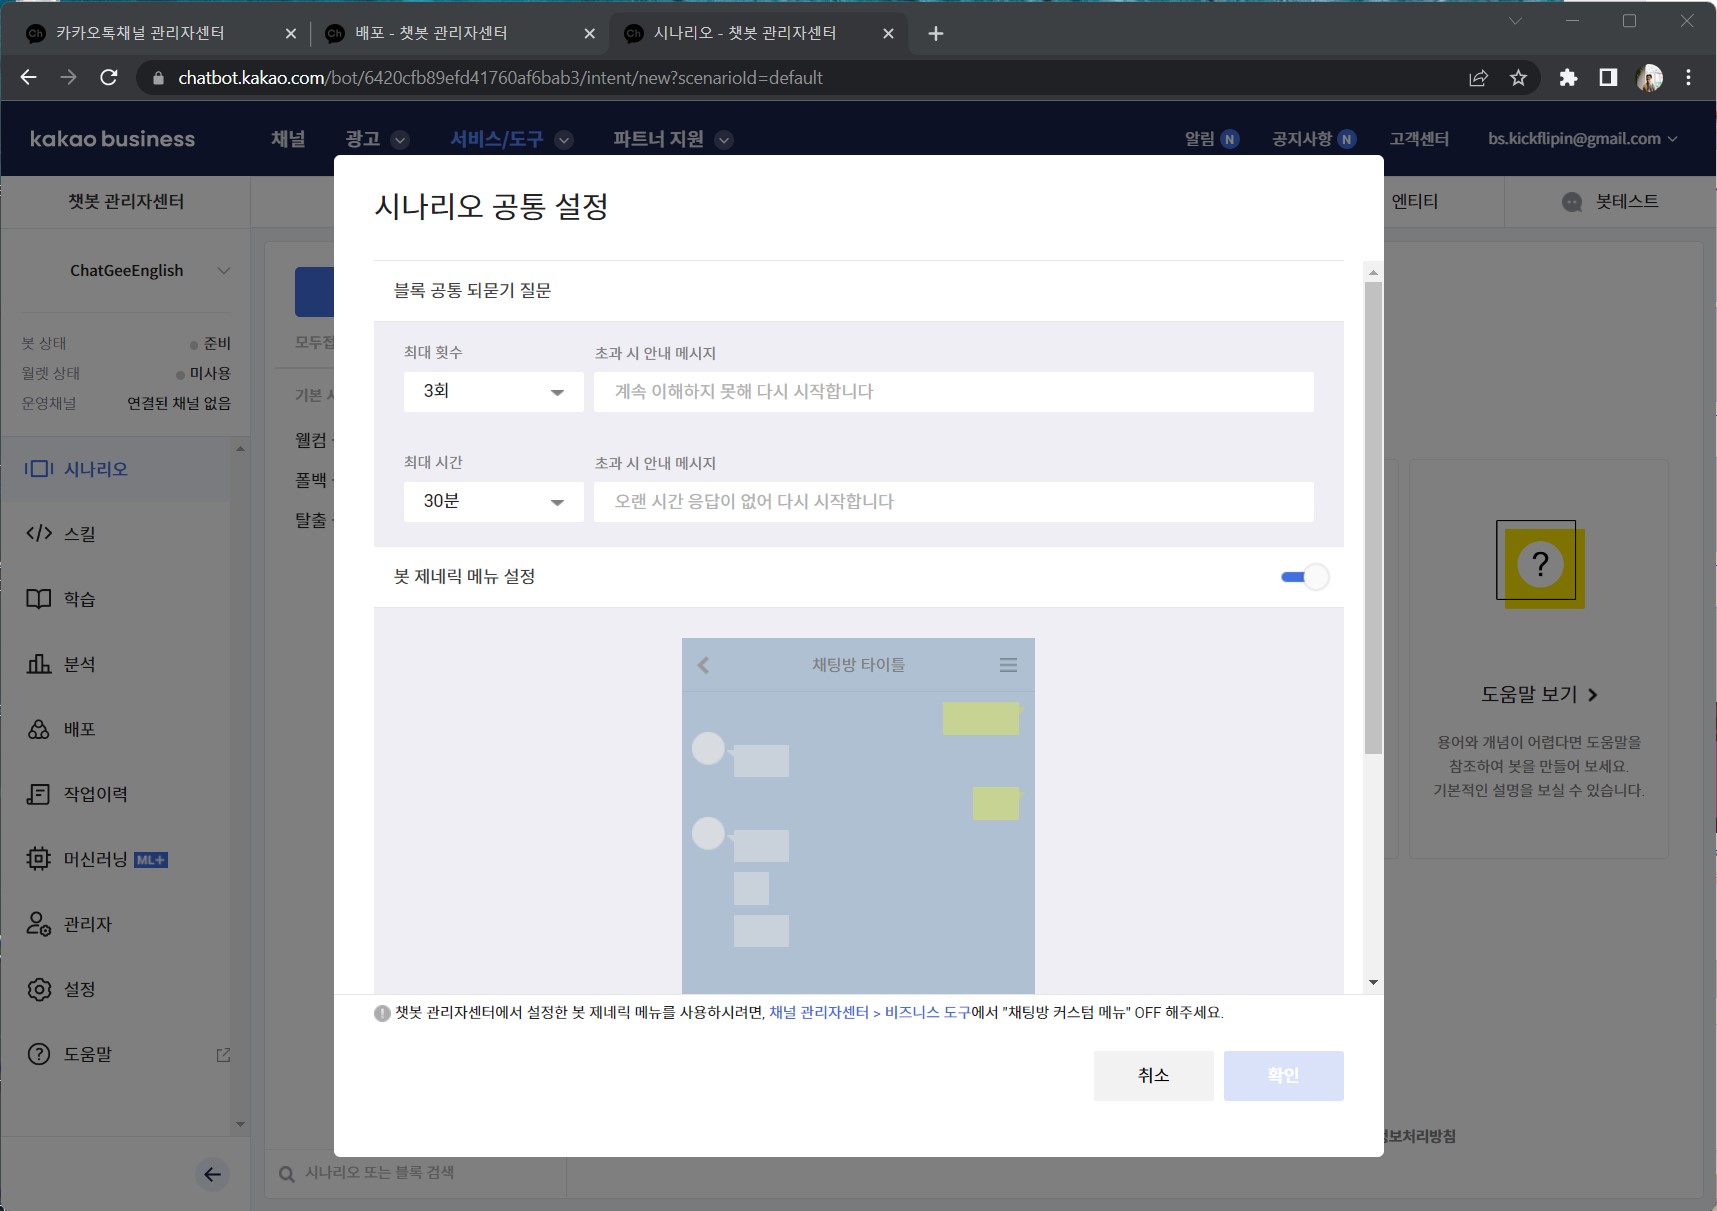 카카오톡채널 관리자센터
배포 - 챗봇 관리자센터
시나리오 - 챗봇 관리자센터
chatbot.kakao.com/bot/6420cfb89efd41760af6bab3/intent/new?scenarioId=default
kakao business
채널
광고
서비스/도구
파트너 지원
알림 N
공지사항 N
고객센터
bs.kickflipin@gmail.com
챗봇 관리자센터
엔티티
봇테스트
ChatGeeEnglish
봇 상태 준비
월렛 상태 미사용
운영채널 연결된 채널 없음
시나리오
스킬
학습
분석
배포
작업이력
머신러닝 ML+
관리자
설정
도움말
모두접
기본
웰컴
폴백
탈출
시나리오 또는 블록 검색
시나리오 공통 설정
블록 공통 되묻기 질문
최대 횟수
초과 시 안내 메시지
3회
계속 이해하지 못해 다시 시작합니다
최대 시간
초과 시 안내 메시지
30분
오랜 시간 응답이 없어 다시 시작합니다
봇 제네릭 메뉴 설정
채팅방 타이틀
챗봇 관리자센터에서 설정한 봇 제네릭 메뉴를 사용하시려면, 채널 관리자센터 > 비즈니스 도구에서 "채팅방 커스텀 메뉴" OFF 해주세요.
취소
확인
?
도움말 보기
용어와 개념이 어렵다면 도움말을
참조하여 봇을 만들어 보세요.
기본적인 설명을 보실 수 있습니다.
보처리방침